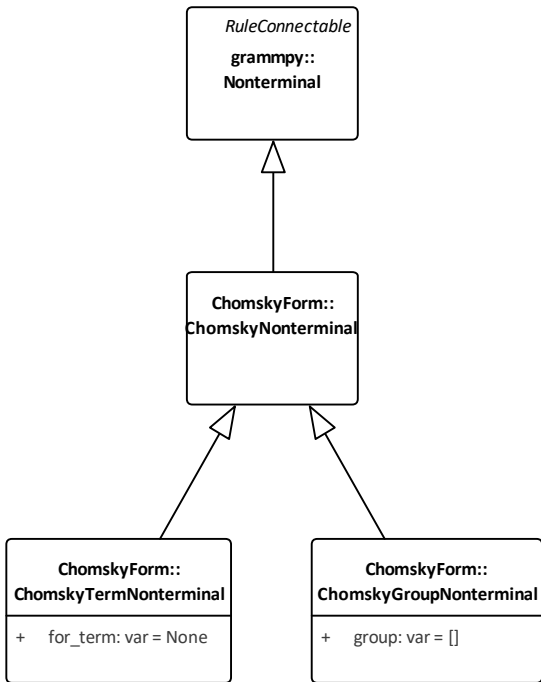 RuleConnectable
grammpy::
Nonterminal
ChomskyForm::
ChomskyNonterminal
ChomskyForm::
ChomskyTermNonterminal
+ for_term: var = None
ChomskyForm::
ChomskyGroupNonterminal
+ group: var = []